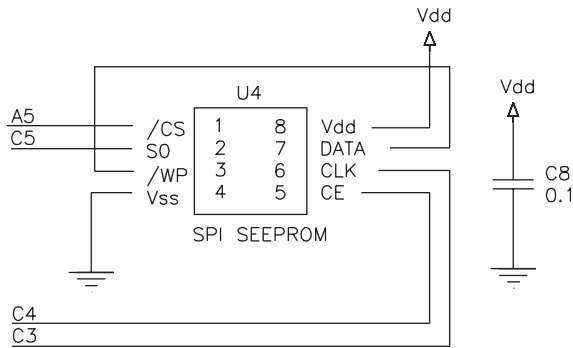 Vdd
U4
Vdd
A5
/CS 1 8 Vdd
C5
SO 2 7 DATA
/WP 3 6 CLK
Vss 4 5 CE
C8
0.1
SPI SEEPROM
C4
C3